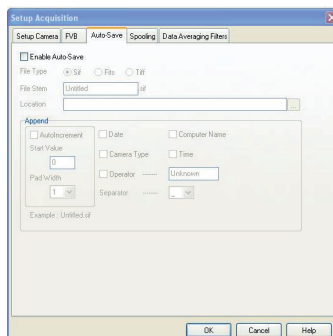 Setup Acquisition
Setup Camera FVB Auto-Save Spooling Data Averaging Filters
Enable Auto-Save
File Type Sif Fits Tiff
File Stem Untitled .sif
Location ...
Append
AutoIncrement Date Computer Name
Start Value Camera Type Time
0
Pad Width Operator ------ Unknown
1 Separator ------ _
Example : Untitled.sif
OK Cancel Help